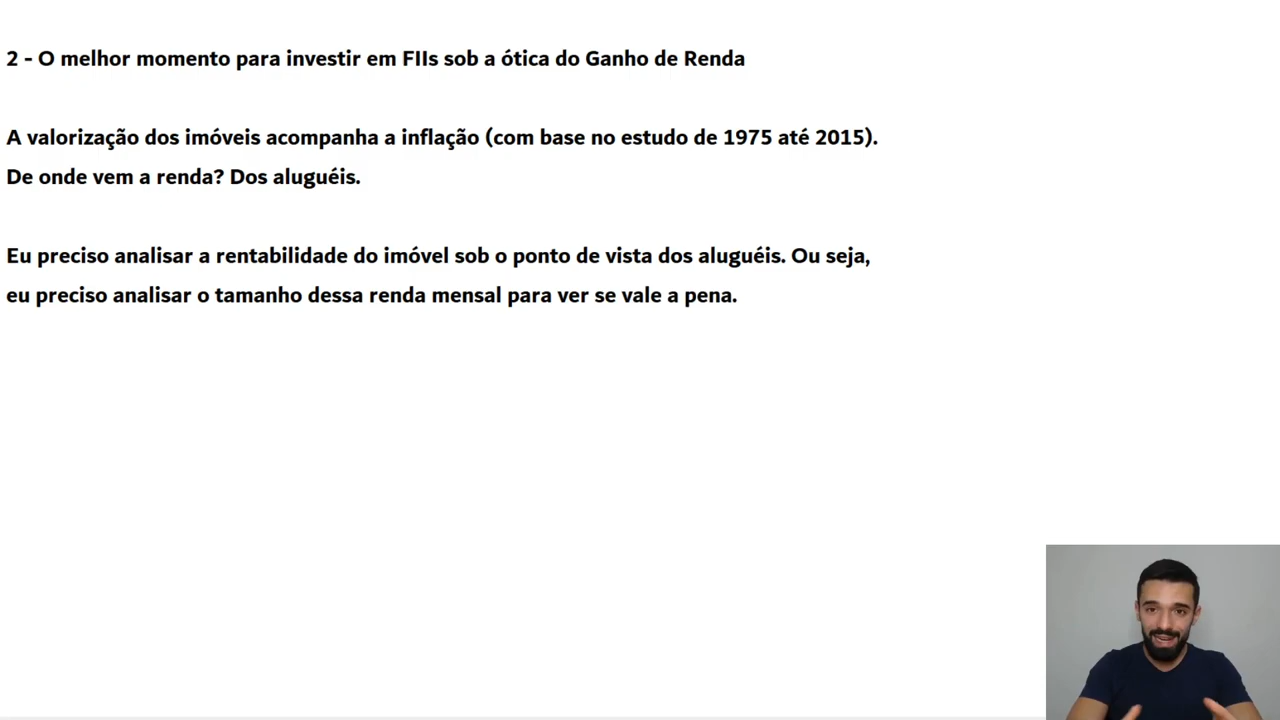 2 - O melhor momento para investir em FIIs sob a ótica do Ganho de Renda
A valorização dos imóveis acompanha a inflação (com base no estudo de 1975 até 2015).
De onde vem a renda? Dos aluguéis.
Eu preciso analisar a rentabilidade do imóvel sob o ponto de vista dos aluguéis. Ou seja,
eu preciso analisar o tamanho dessa renda mensal para ver se vale a pena.